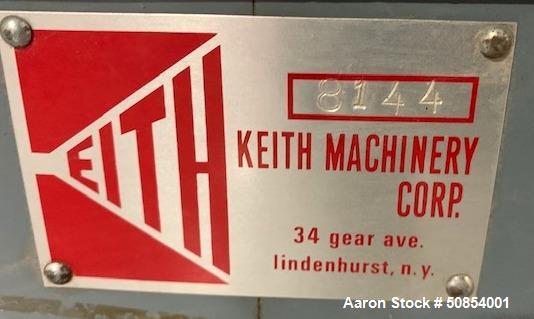 KEITH
8144
KEITH MACHINERY
CORP.
34 gear ave.
lindenhurst, n.y.
Aaron Stock # 50854001